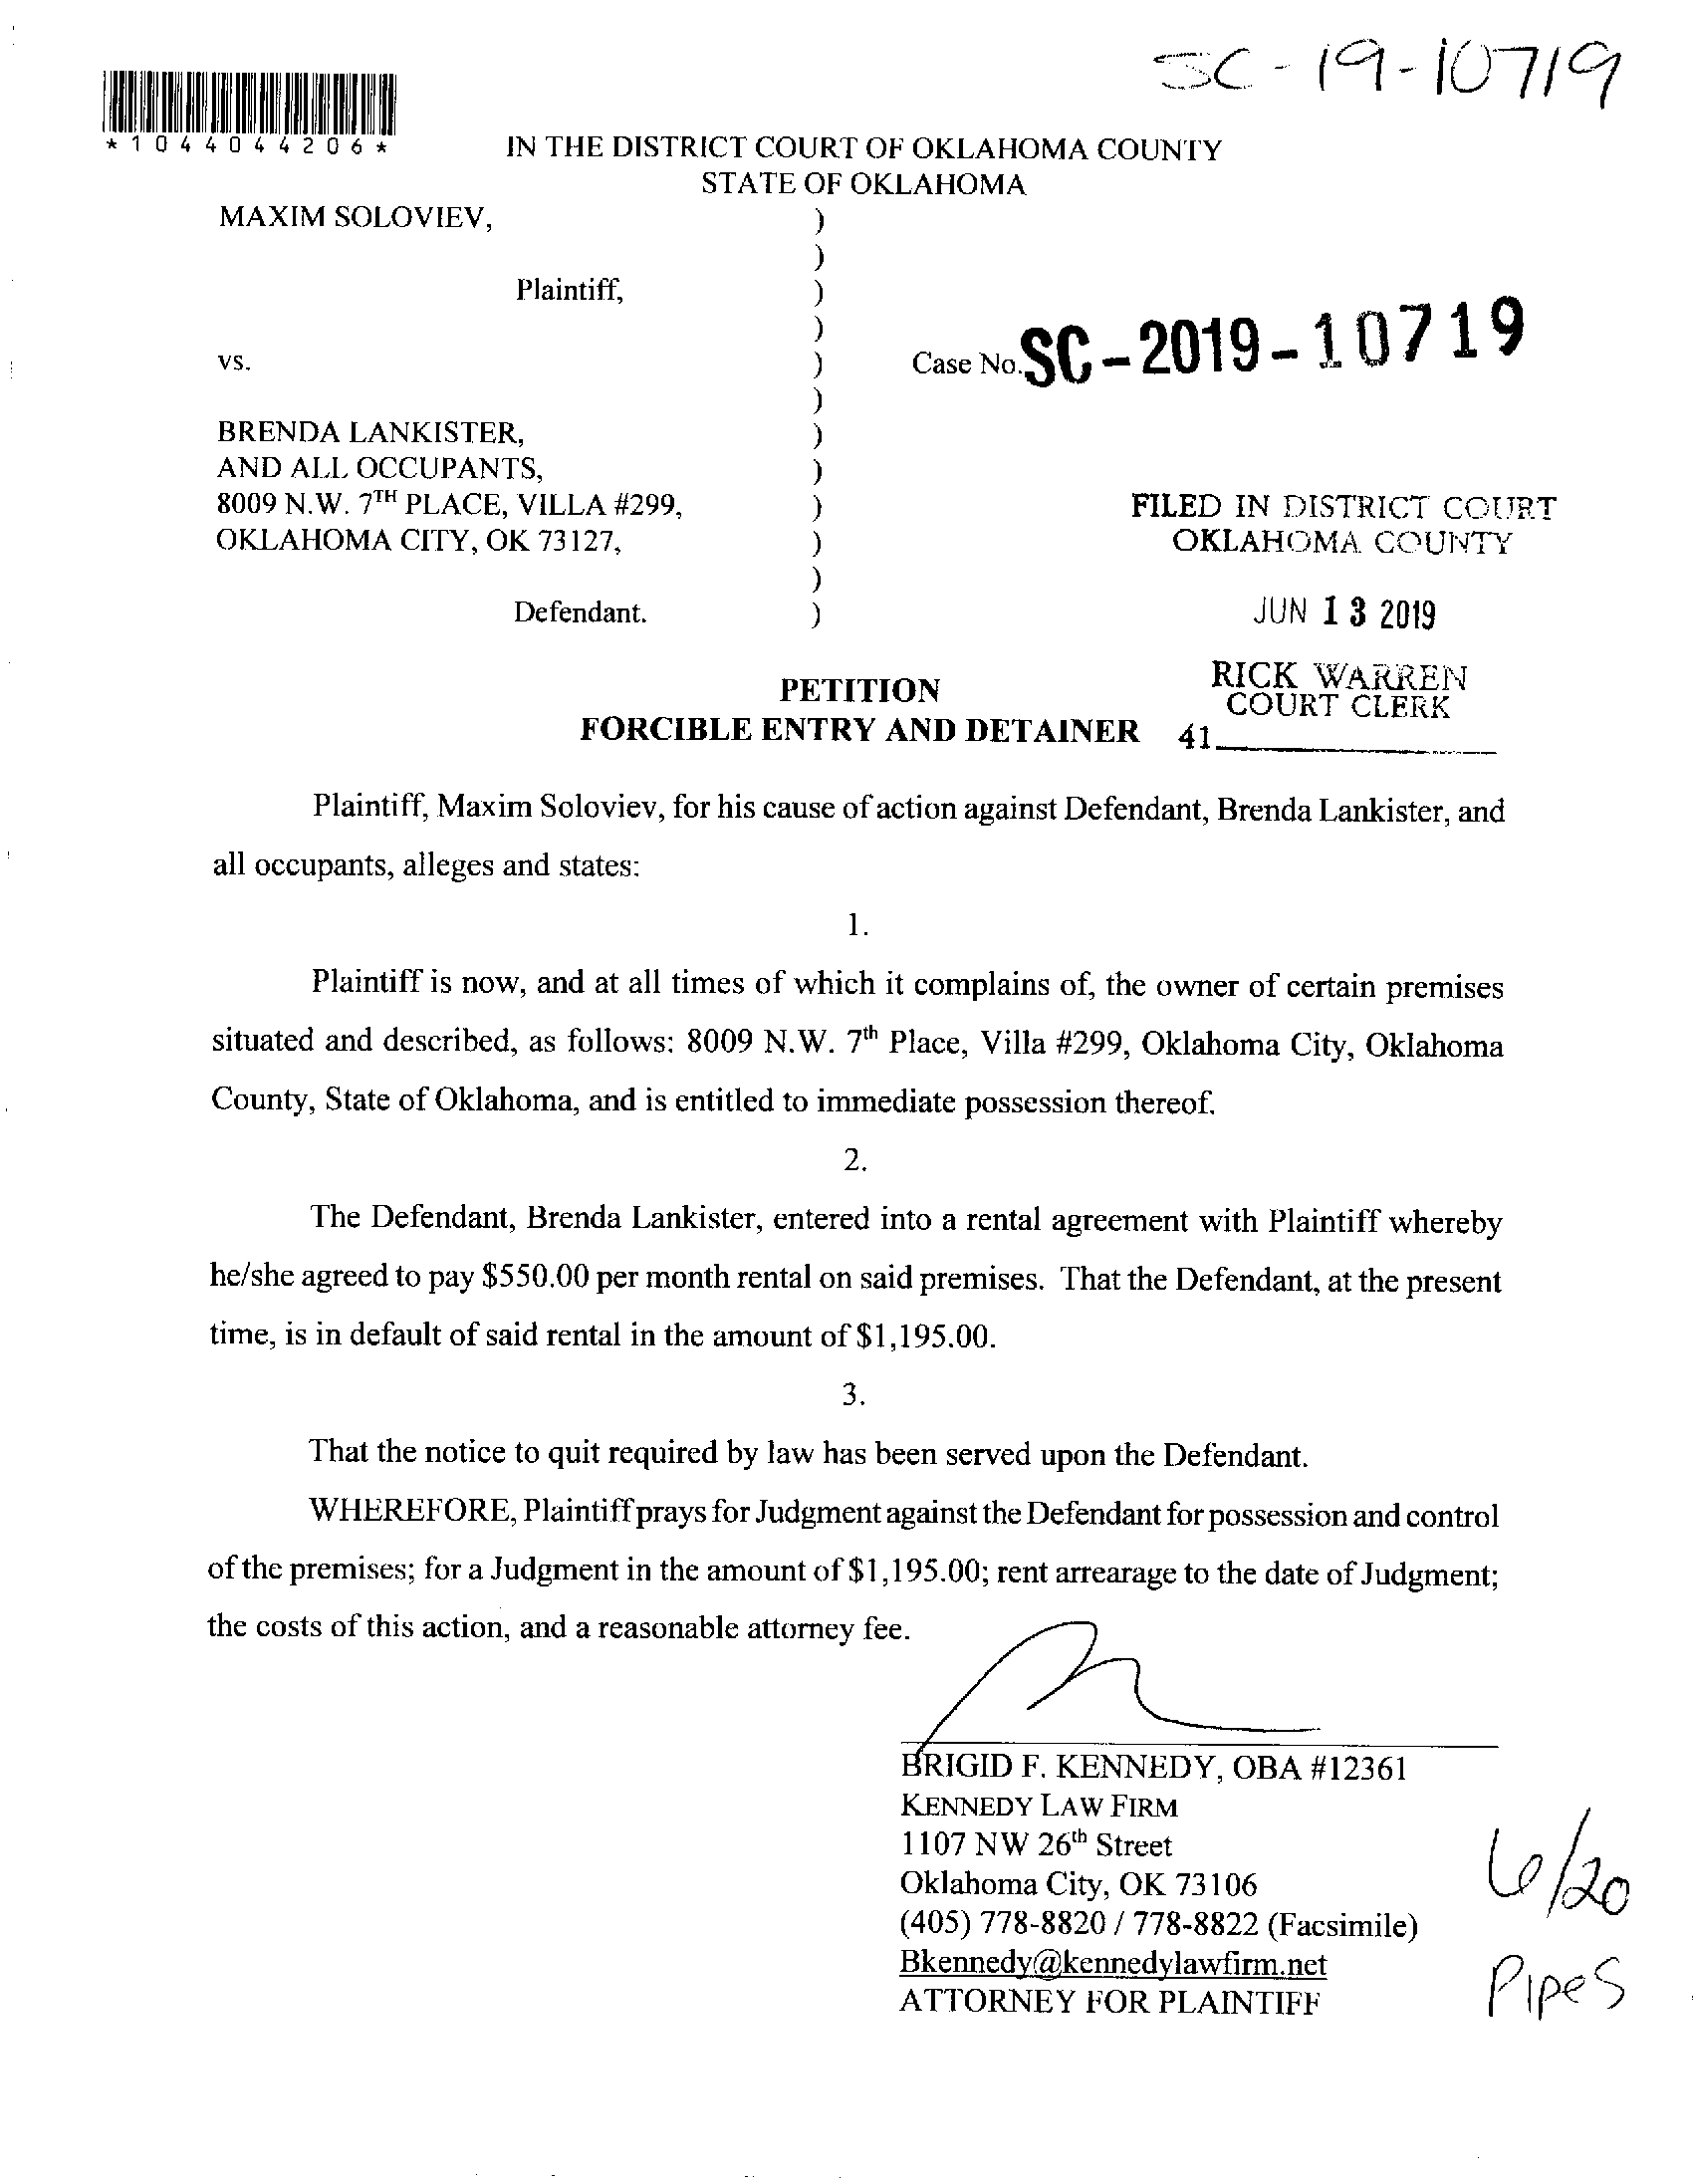 SC-19-10719
*1044044206*
IN THE DISTRICT COURT OF OKLAHOMA COUNTY
STATE OF OKLAHOMA
MAXIM SOLOVIEV, )
)
Plaintiff, )
)
vs. ) Case No. SC-2019-10719
)
BRENDA LANKISTER, )
AND ALL OCCUPANTS, )
8009 N.W. 7TH PLACE, VILLA #299, ) FILED IN DISTRICT COURT
OKLAHOMA CITY, OK 73127, ) OKLAHOMA COUNTY
)
Defendant. ) JUN 13 2019
RICK WARREN
PETITION COURT CLERK
FORCIBLE ENTRY AND DETAINER 41
Plaintiff, Maxim Soloviev, for his cause of action against Defendant, Brenda Lankister, and
all occupants, alleges and states:
1.
Plaintiff is now, and at all times of which it complains of, the owner of certain premises
situated and described, as follows: 8009 N.W. 7th Place, Villa #299, Oklahoma City, Oklahoma
County, State of Oklahoma, and is entitled to immediate possession thereof.
2.
The Defendant, Brenda Lankister, entered into a rental agreement with Plaintiff whereby
he/she agreed to pay $550.00 per month rental on said premises. That the Defendant, at the present
time, is in default of said rental in the amount of $1,195.00.
3.
That the notice to quit required by law has been served upon the Defendant.
WHEREFORE, Plaintiff prays for Judgment against the Defendant for possession and control
of the premises; for a Judgment in the amount of $1,195.00; rent arrearage to the date of Judgment;
the costs of this action, and a reasonable attorney fee.
BRIGID F. KENNEDY, OBA #12361
KENNEDY LAW FIRM
1107 NW 26th Street
Oklahoma City, OK 73106
(405) 778-8820 / 778-8822 (Facsimile)
Bkennedy@kennedylawfirm.net
ATTORNEY FOR PLAINTIFF
6/20
Pipes